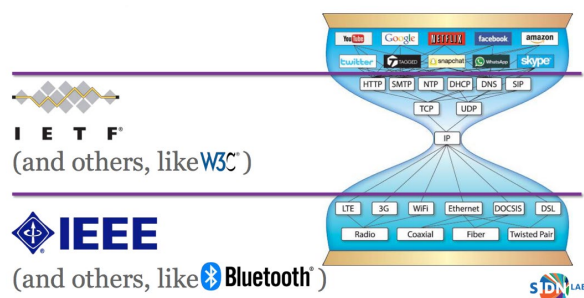 YouTube Google NETFLIX facebook amazon
twitter TAGGED snapchat WhatsApp skype
HTTP SMTP NTP DHCP DNS SIP
TCP UDP
I E T F®
IP
(and others, like W3C®)
LTE 3G WiFi Ethernet DOCSIS DSL
IEEE
Radio Coaxial Fiber Twisted Pair
(and others, like Bluetooth®)
SIDN LABS